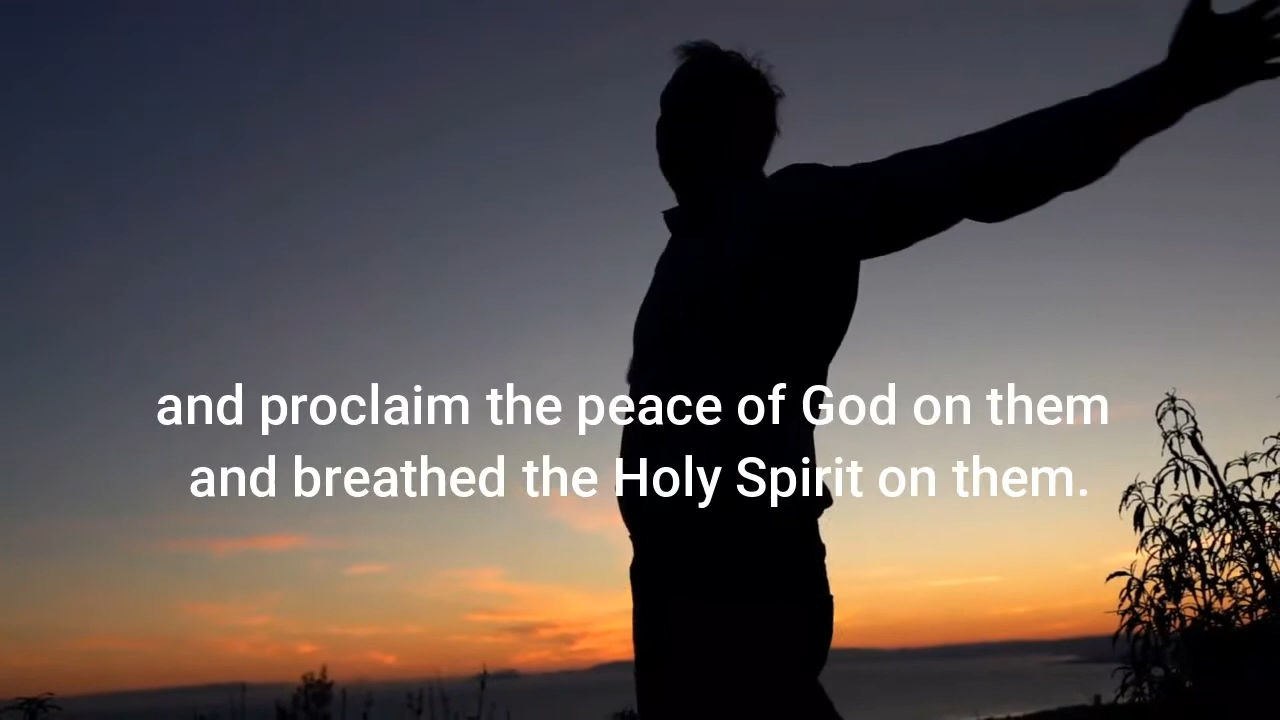 and proclaim the peace of God on them
and breathed the Holy Spirit on them.